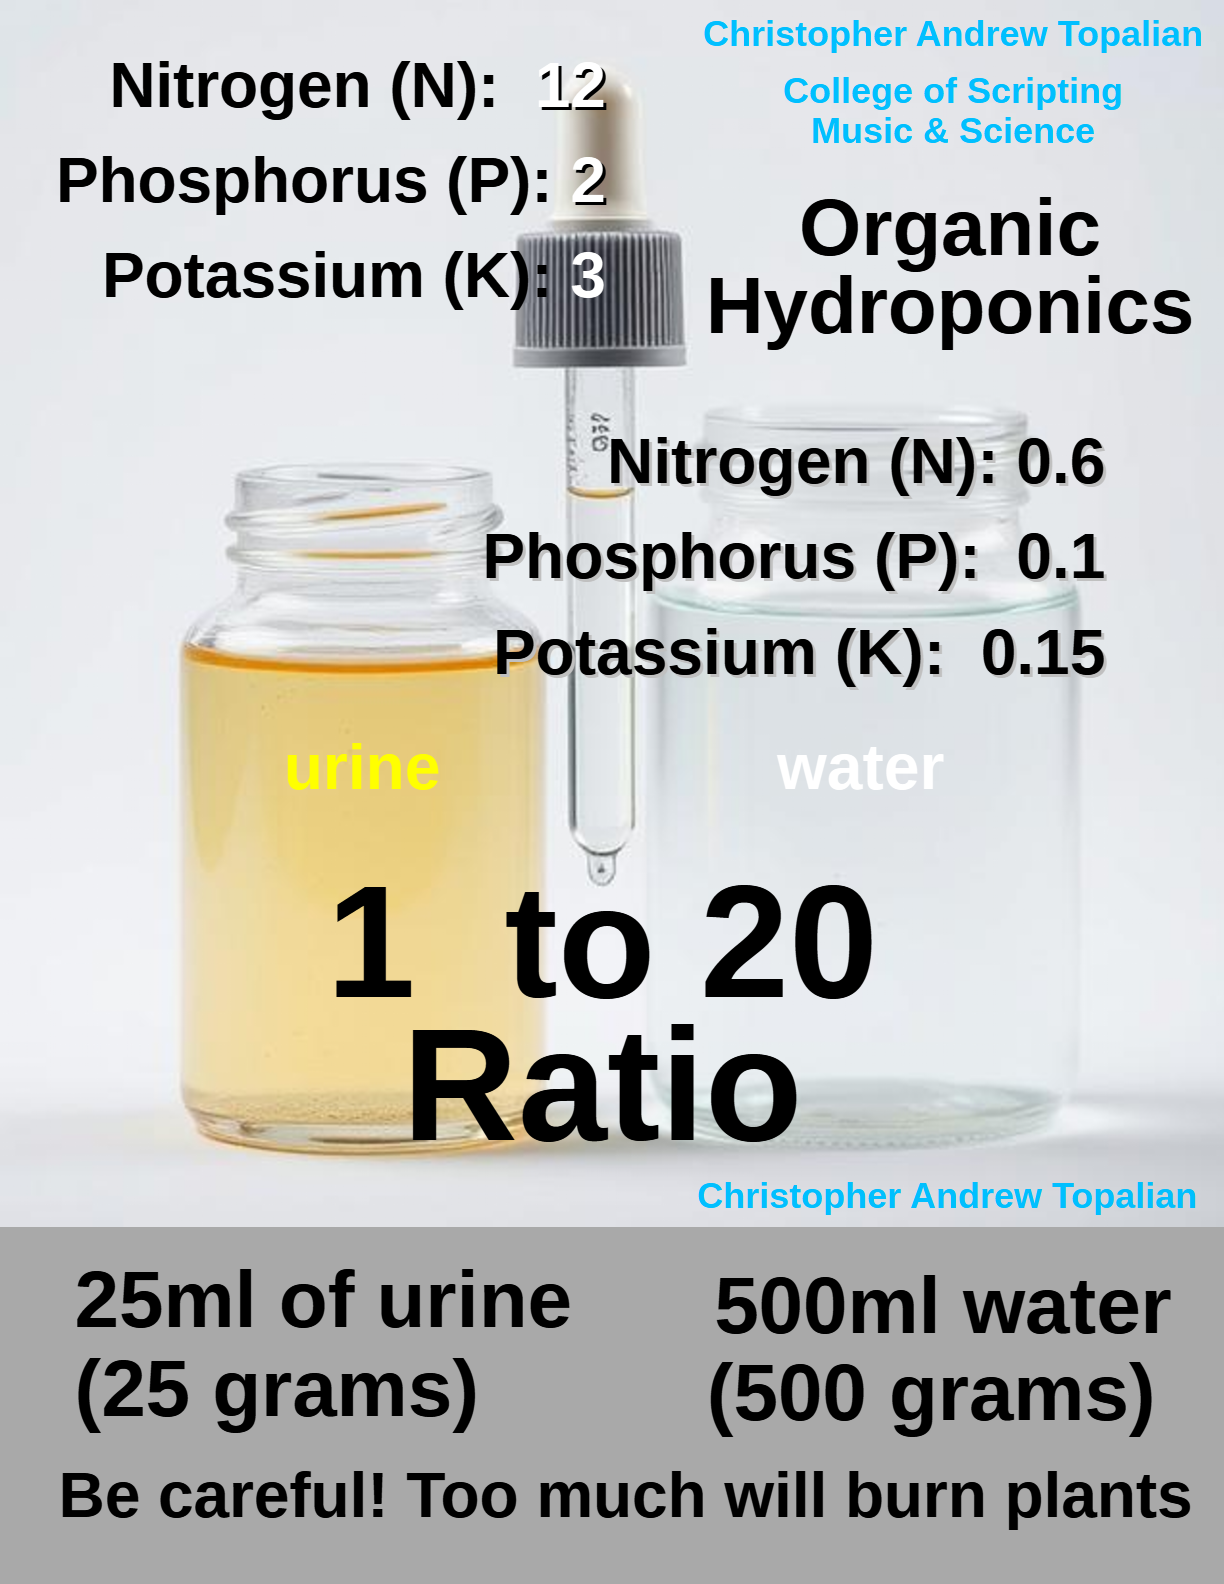 Christopher Andrew Topalian
College of Scripting
Music & Science
Nitrogen (N): 12
Phosphorus (P): 2
Potassium (K): 3
Organic
Hydroponics
Nitrogen (N): 0.6
Phosphorus (P): 0.1
Potassium (K): 0.15
urine
water
1 to 20
Ratio
Christopher Andrew Topalian
25ml of urine
(25 grams)
500ml water
(500 grams)
Be careful! Too much will burn plants